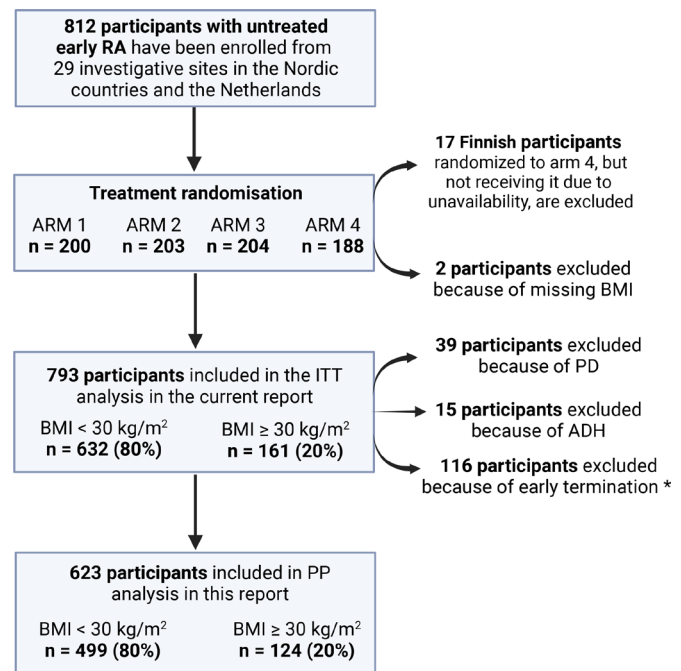 812 participants with untreated
early RA have been enrolled from
29 investigative sites in the Nordic
countries and the Netherlands
17 Finnish participants
randomized to arm 4, but
not receiving it due to
unavailability, are excluded
Treatment randomisation
ARM 1 ARM 2 ARM 3 ARM 4
n = 200 n = 203 n = 204 n = 188
2 participants excluded
because of missing BMI
793 participants included in the ITT
analysis in the current report
BMI < 30 kg/m² BMI ≥ 30 kg/m²
n = 632 (80%) n = 161 (20%)
39 participants excluded
because of PD
15 participants excluded
because of ADH
116 participants excluded
because of early termination *
623 participants included in PP
analysis in this report
BMI < 30 kg/m² BMI ≥ 30 kg/m²
n = 499 (80%) n = 124 (20%)